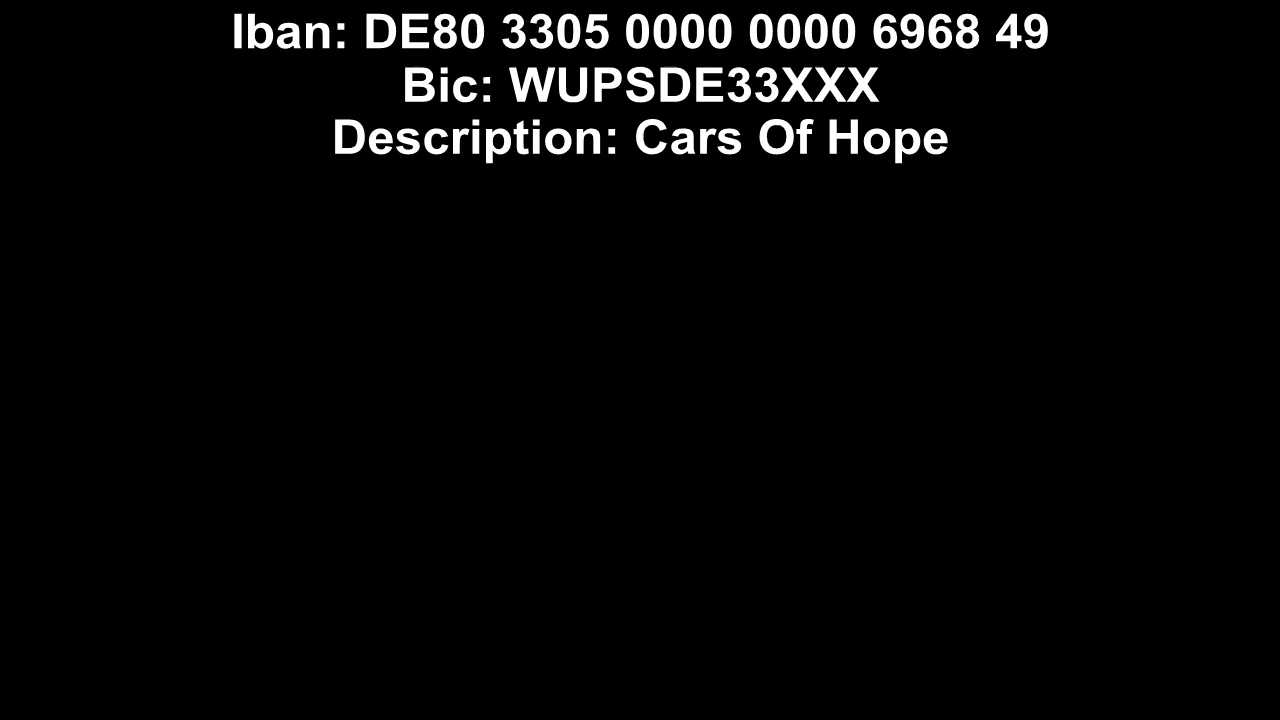 Iban: DE80 3305 0000 0000 6968 49
Bic: WUPSDE33XXX
Description: Cars Of Hope